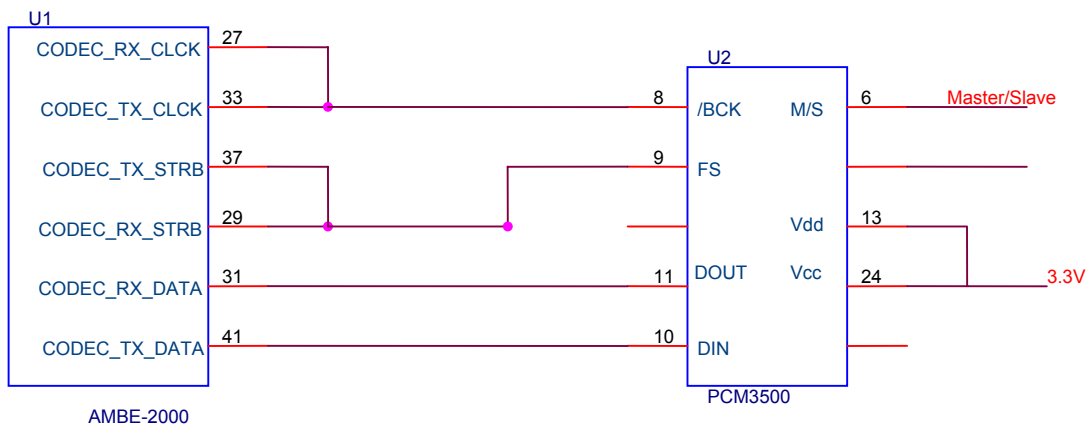 U1
CODEC_RX_CLCK 27
CODEC_TX_CLCK 33
CODEC_TX_STRB 37
CODEC_RX_STRB 29
CODEC_RX_DATA 31
CODEC_TX_DATA 41
AMBE-2000
U2
8 /BCK M/S 6 Master/Slave
9 FS
Vdd 13
11 DOUT Vcc 24 3.3V
10 DIN
PCM3500